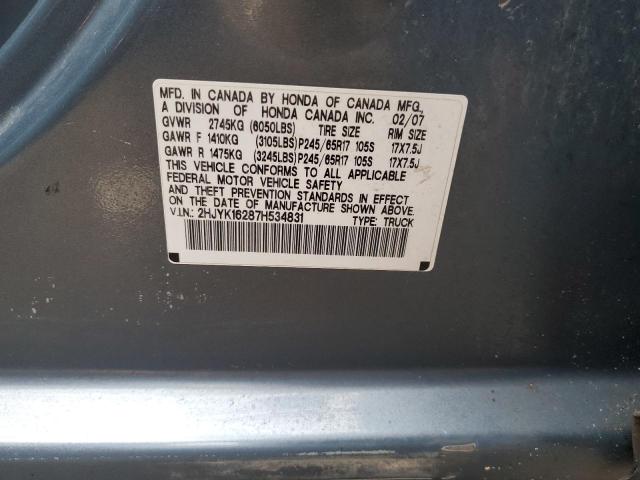 MFD. IN CANADA BY HONDA OF CANADA MFG.
A DIVISION OF HONDA CANADA INC. 02/07
GVWR 2745KG (6050LBS) TIRE SIZE RIM SIZE
GAWR F 1410KG (3105LBS) P245/65R17 105S 17X7.5J
GAWR R 1475KG (3245LBS) P245/65R17 105S 17X7.5J
THIS VEHICLE CONFORMS TO ALL APPLICABLE
FEDERAL MOTOR VEHICLE SAFETY
AND THEFT PREVENTION STANDARDS IN EFFECT
ON THE DATE OF MANUFACTURE SHOWN ABOVE.
V.I.N.: 2HJYK16287H534831 TYPE: TRUCK